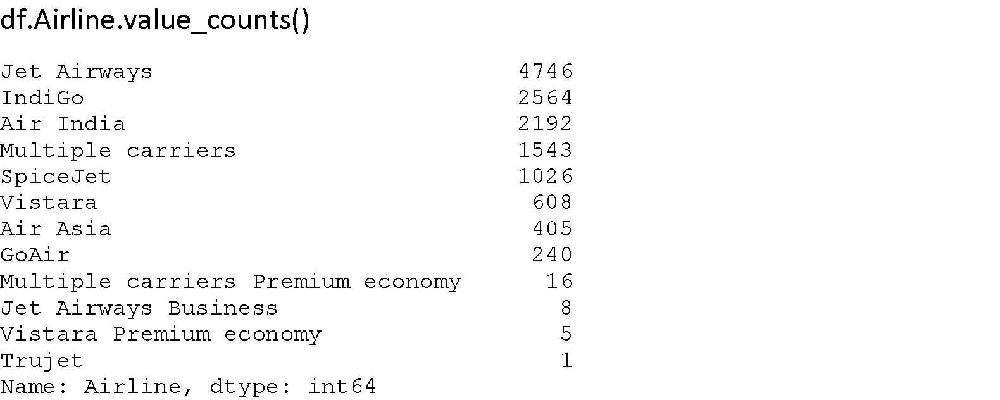 df.Airline.value_counts()
Jet Airways 4746
IndiGo 2564
Air India 2192
Multiple carriers 1543
SpiceJet 1026
Vistara 608
Air Asia 405
GoAir 240
Multiple carriers Premium economy 16
Jet Airways Business 8
Vistara Premium economy 5
Trujet 1
Name: Airline, dtype: int64